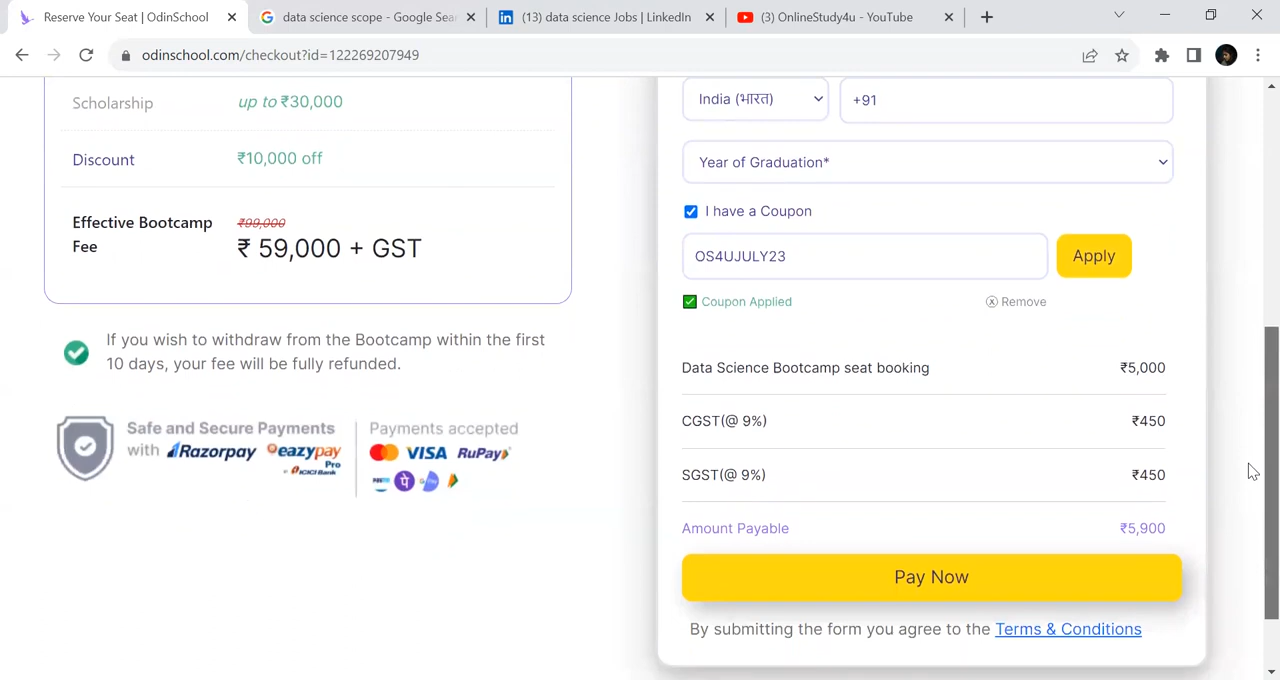 Reserve Your Seat | OdinSchool
data science scope - Google Sear
(13) data science Jobs | LinkedIn
(3) OnlineStudy4u - YouTube
odinschool.com/checkout?id=122269207949
Scholarship up to ₹30,000
Discount ₹10,000 off
Effective Bootcamp Fee ₹99,000
₹ 59,000 + GST
If you wish to withdraw from the Bootcamp within the first
10 days, your fee will be fully refunded.
Safe and Secure Payments
with Razorpay eazypay
Pro
ICICI Bank
Payments accepted
VISA RuPay
India (भारत)
+91
Year of Graduation*
I have a Coupon
OS4UJULY23
Apply
Coupon Applied
Remove
Data Science Bootcamp seat booking ₹5,000
CGST(@ 9%) ₹450
SGST(@ 9%) ₹450
Amount Payable ₹5,900
Pay Now
By submitting the form you agree to the Terms & Conditions